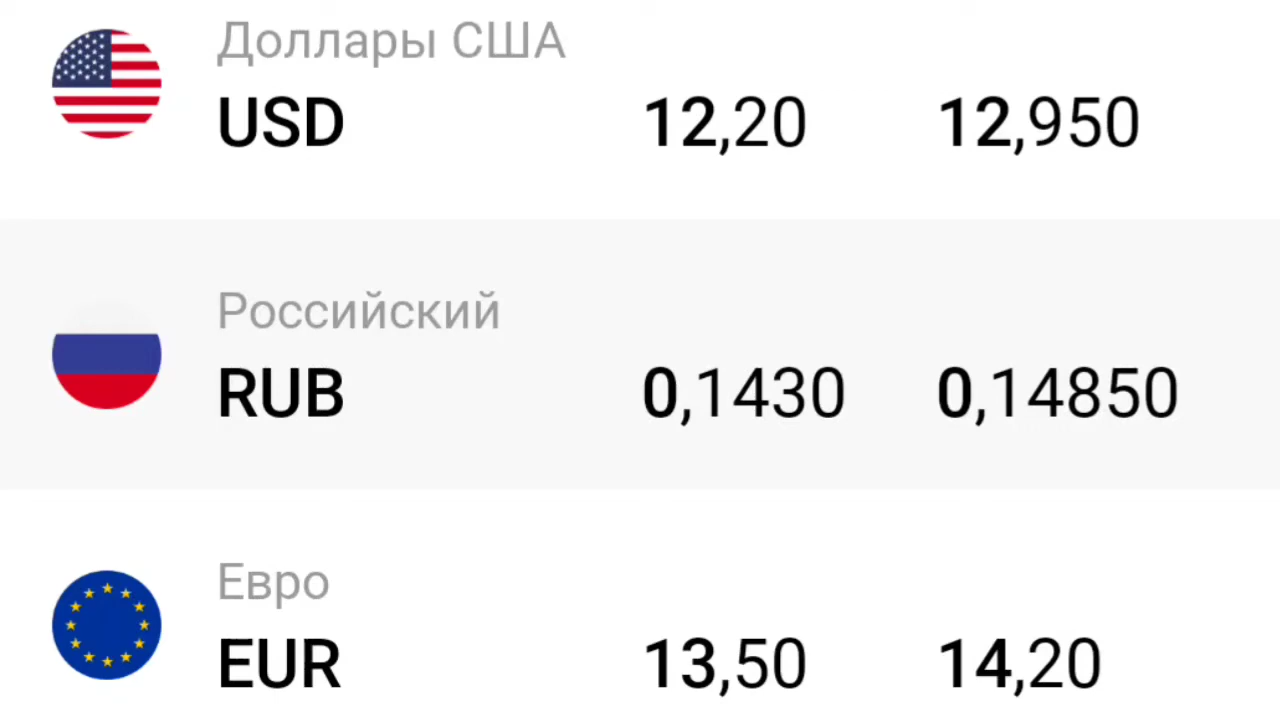 Доллары США
USD 12,20 12,950
Российский
RUB 0,1430 0,14850
Евро
EUR 13,50 14,20